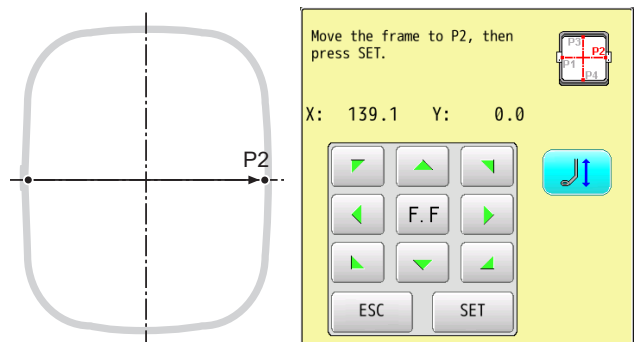 P2
Move the frame to P2, then
press SET.
P3
P2
P1
P4
X: 139.1 Y: 0.0
F.F
ESC SET